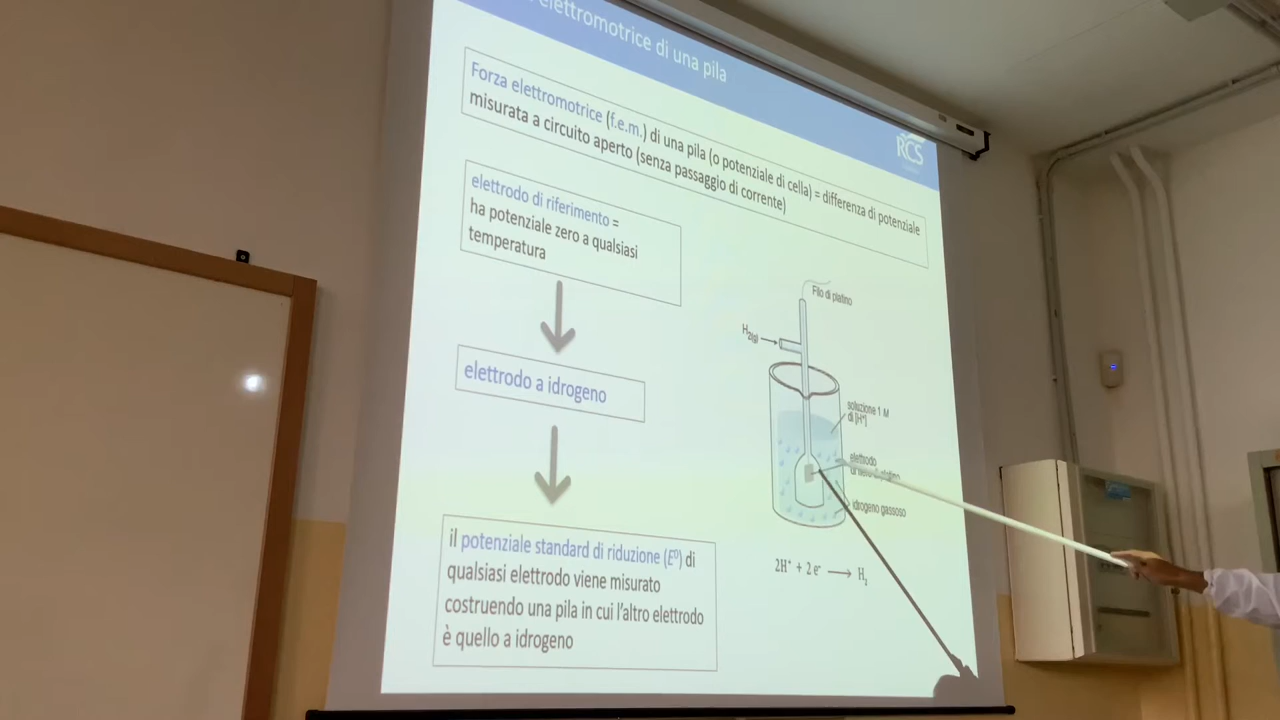 elettromotrice di una pila
RCS
Forza elettromotrice (f.e.m.) di una pila (o potenziale di cella) = differenza di potenziale
misurata a circuito aperto (senza passaggio di corrente)
elettrodo di riferimento =
ha potenziale zero a qualsiasi
temperatura
elettrodo a idrogeno
il potenziale standard di riduzione (E⁰) di
qualsiasi elettrodo viene misurato
costruendo una pila in cui l'altro elettrodo
è quello a idrogeno
Filo di platino
H₂₍g₎
soluzione 1 M
di [H⁺]
elettrodo
idrogeno gassoso
2H⁺ + 2 e⁻ ⟶ H₂